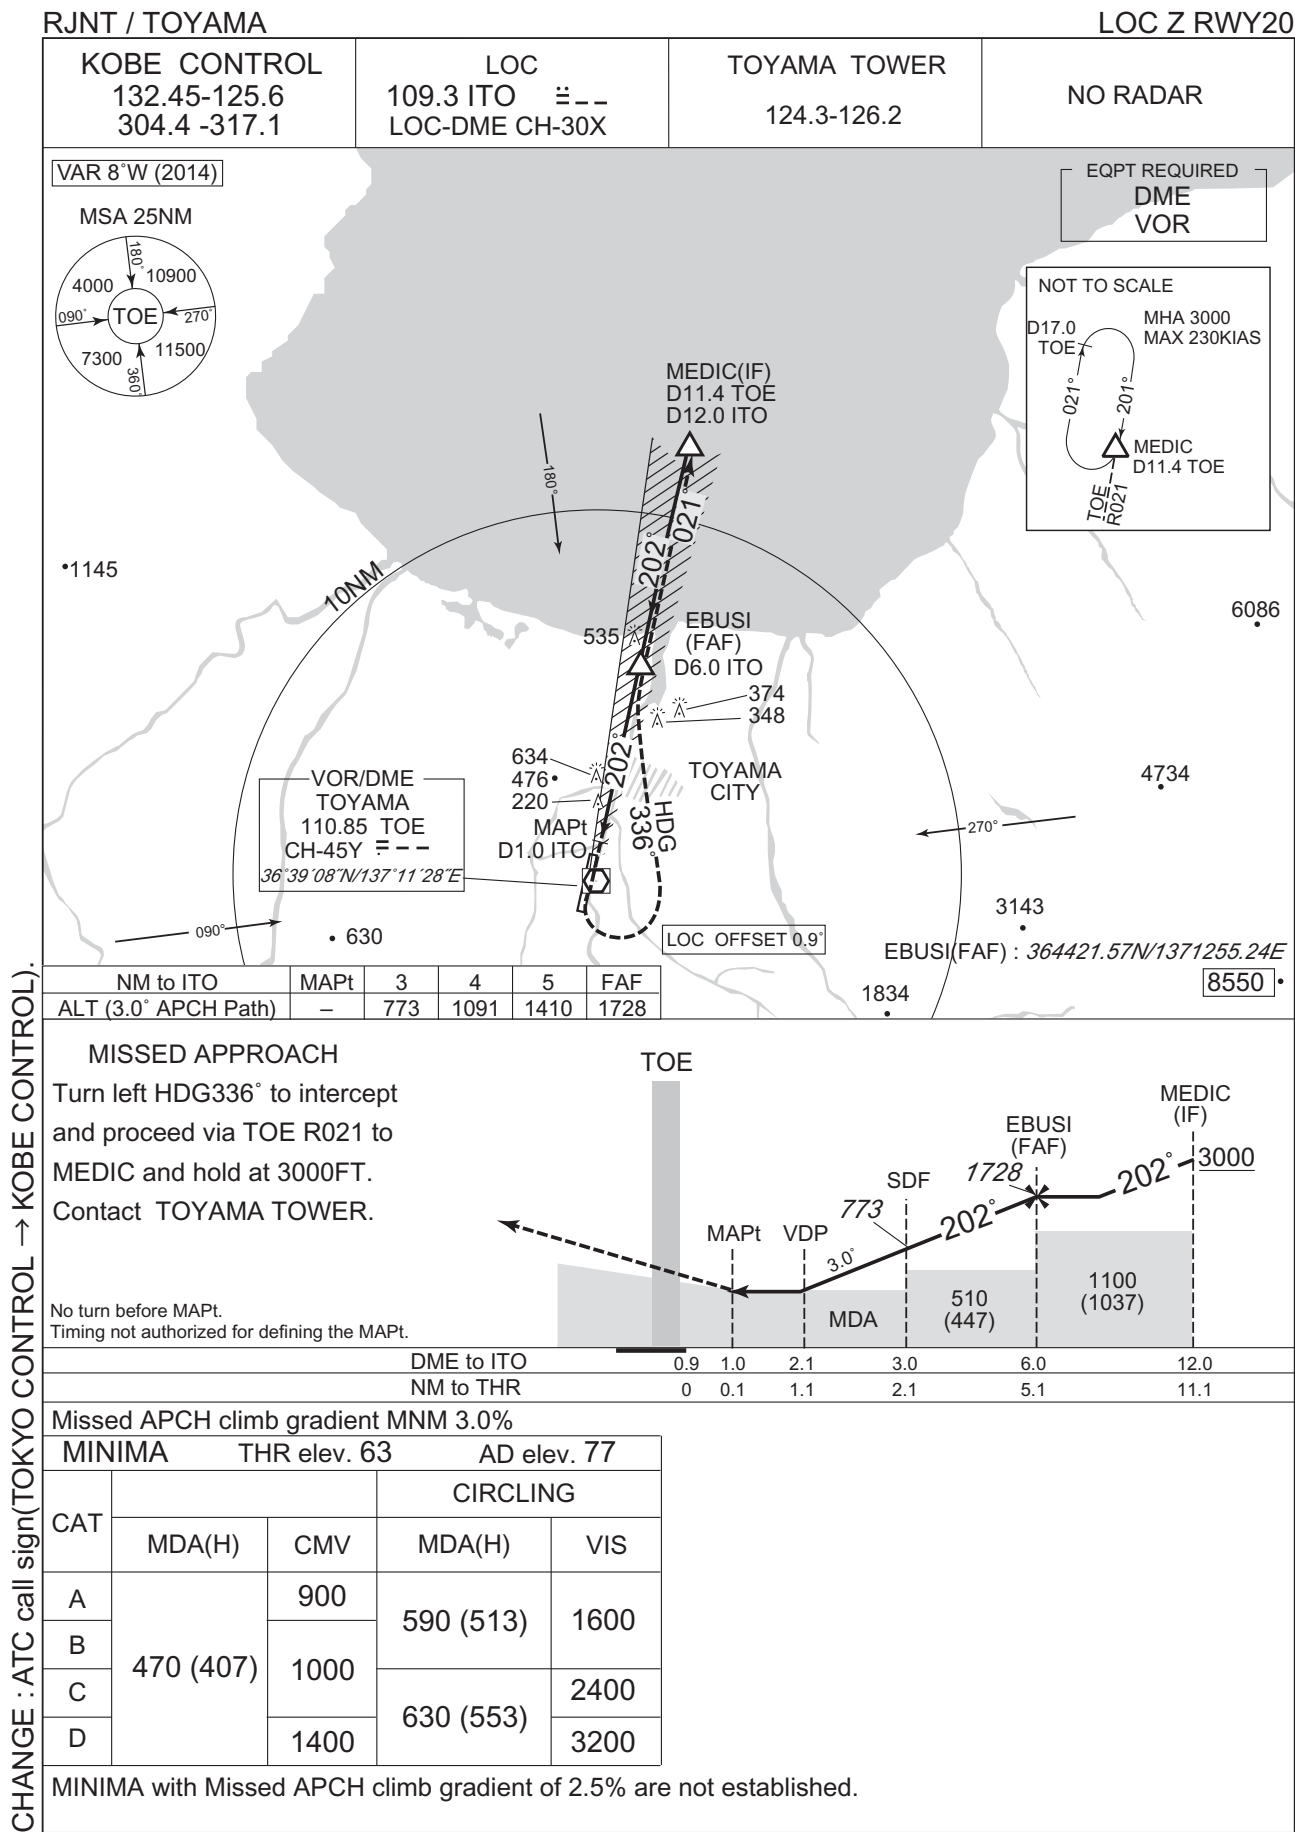 RJNT / TOYAMA
LOC Z RWY20
KOBE CONTROL
132.45-125.6
304.4 -317.1
LOC
109.3 ITO
LOC-DME CH-30X
TOYAMA TOWER
124.3-126.2
NO RADAR
VAR 8°W (2014)
MSA 25NM
180°
4000
10900
090°
TOE
270°
7300
11500
360°
EQPT REQUIRED
DME
VOR
NOT TO SCALE
D17.0
TOE
MHA 3000
MAX 230KIAS
021°
201°
MEDIC
D11.4 TOE
TOE
R021
MEDIC(IF)
D11.4 TOE
D12.0 ITO
180°
021°
202°
10NM
1145
6086
535
EBUSI
(FAF)
D6.0 ITO
374
348
202°
634
476
220
TOYAMA
CITY
4734
VOR/DME
TOYAMA
110.85 TOE
CH-45Y
36°39´08˝N/137°11´28˝E
MAPt
D1.0 ITO
HDG
336°
270°
090°
630
3143
LOC OFFSET 0.9°
EBUSI(FAF) : 364421.57N/1371255.24E
8550
1834
NM to ITO MAPt 3 4 5 FAF
ALT (3.0° APCH Path) – 773 1091 1410 1728
MISSED APPROACH
Turn left HDG336° to intercept
and proceed via TOE R021 to
MEDIC and hold at 3000FT.
Contact TOYAMA TOWER.
No turn before MAPt.
Timing not authorized for defining the MAPt.
TOE
MAPt
VDP
SDF
EBUSI
(FAF)
MEDIC
(IF)
773
1728
3000
3.0°
202°
202°
MDA
510
(447)
1100
(1037)
DME to ITO 0.9 1.0 2.1 3.0 6.0 12.0
NM to THR 0 0.1 1.1 2.1 5.1 11.1
Missed APCH climb gradient MNM 3.0%
MINIMA THR elev. 63 AD elev. 77
CAT
CIRCLING
MDA(H) CMV MDA(H) VIS
A
B
C
D
470 (407)
900
1000
1400
590 (513)
630 (553)
1600
2400
3200
MINIMA with Missed APCH climb gradient of 2.5% are not established.
CHANGE : ATC call sign(TOKYO CONTROL → KOBE CONTROL).